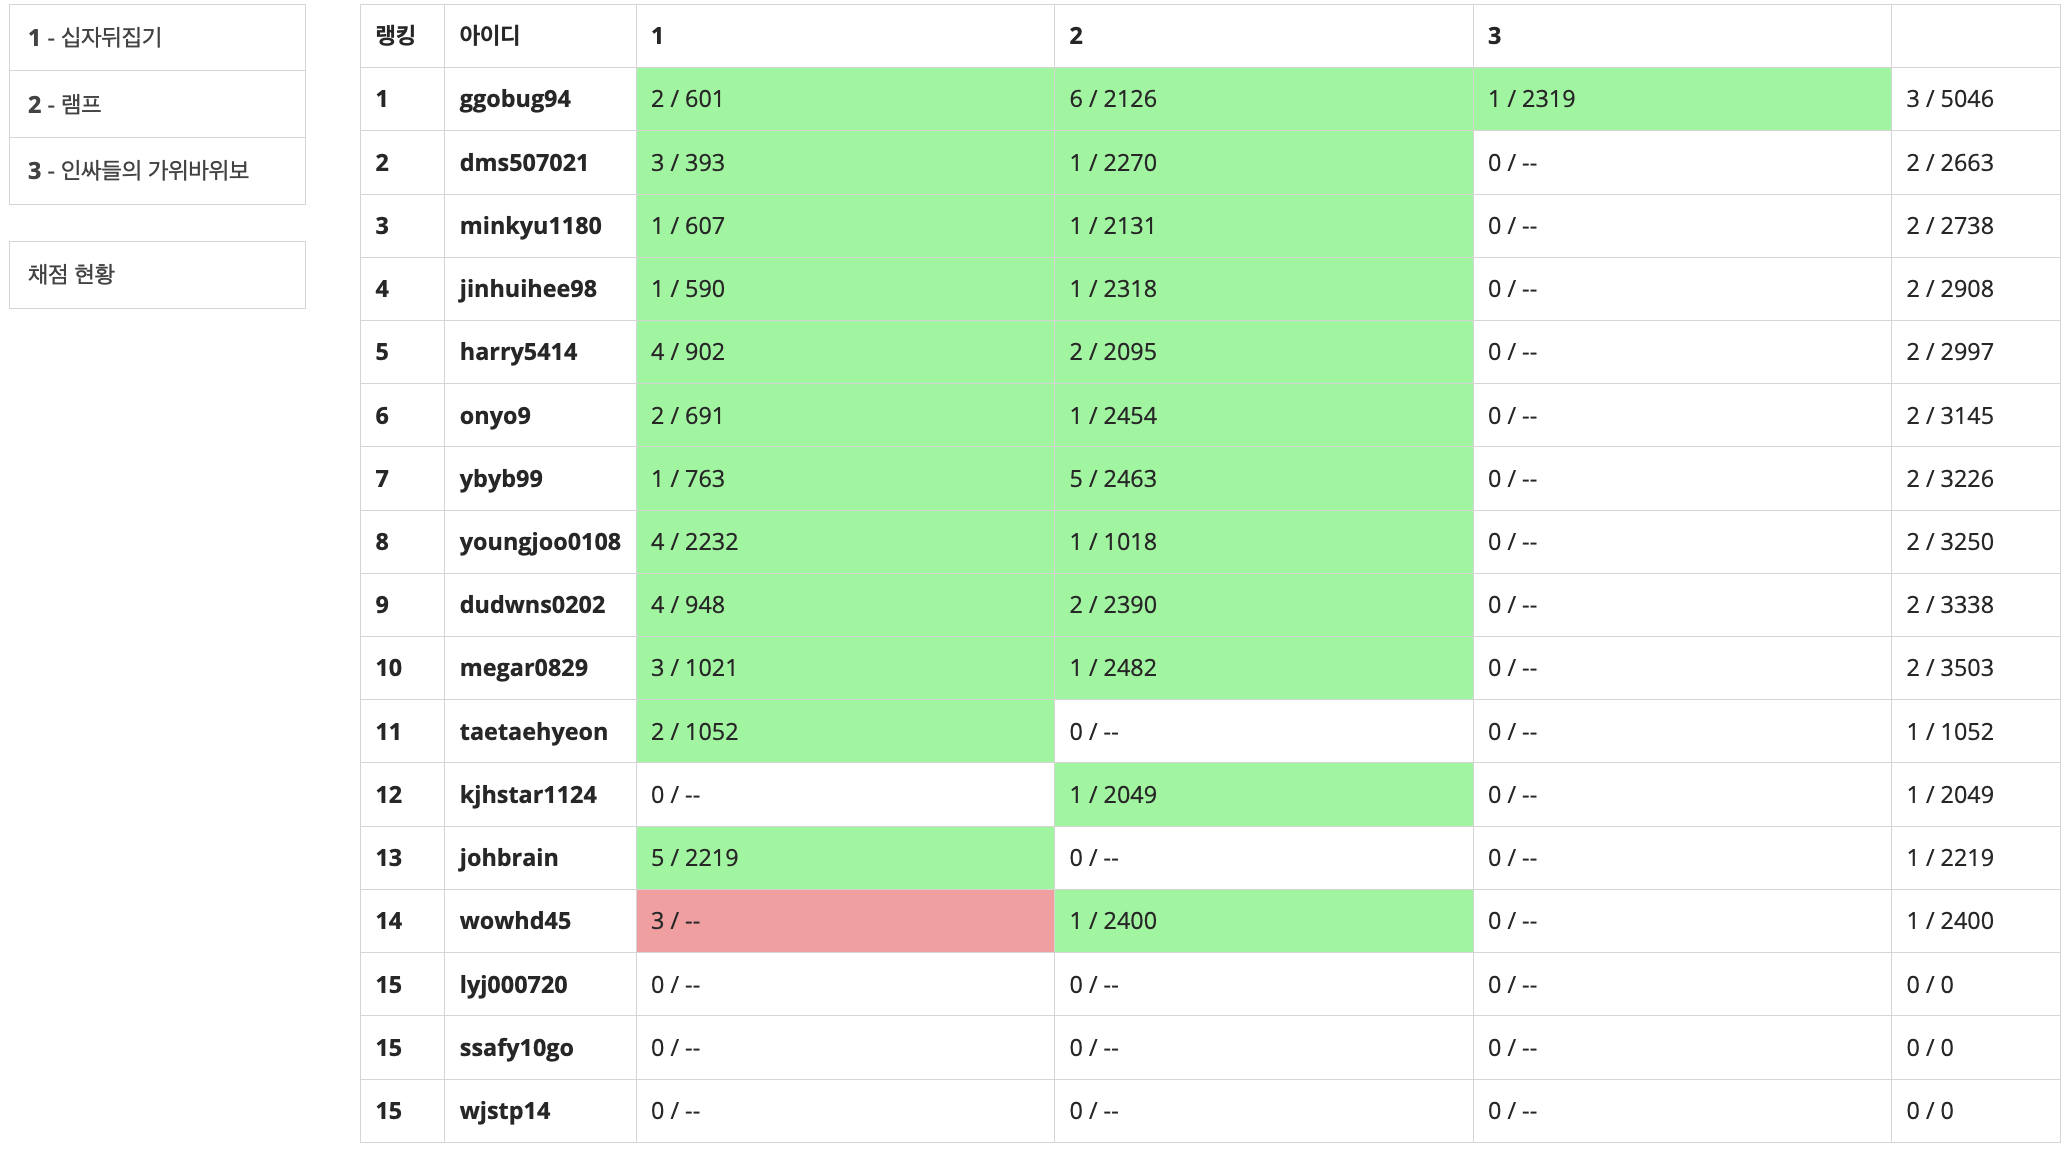 1 - 십자뒤집기
2 - 램프
3 - 인싸들의 가위바위보
채점 현황
랭킹 아이디 1 2 3
1 ggobug94 2 / 601 6 / 2126 1 / 2319 3 / 5046
2 dms507021 3 / 393 1 / 2270 0 / -- 2 / 2663
3 minkyu1180 1 / 607 1 / 2131 0 / -- 2 / 2738
4 jinhuihee98 1 / 590 1 / 2318 0 / -- 2 / 2908
5 harry5414 4 / 902 2 / 2095 0 / -- 2 / 2997
6 onyo9 2 / 691 1 / 2454 0 / -- 2 / 3145
7 ybyb99 1 / 763 5 / 2463 0 / -- 2 / 3226
8 youngjoo0108 4 / 2232 1 / 1018 0 / -- 2 / 3250
9 dudwns0202 4 / 948 2 / 2390 0 / -- 2 / 3338
10 megar0829 3 / 1021 1 / 2482 0 / -- 2 / 3503
11 taetaehyeon 2 / 1052 0 / -- 0 / -- 1 / 1052
12 kjhstar1124 0 / -- 1 / 2049 0 / -- 1 / 2049
13 johbrain 5 / 2219 0 / -- 0 / -- 1 / 2219
14 wowhd45 3 / -- 1 / 2400 0 / -- 1 / 2400
15 lyj000720 0 / -- 0 / -- 0 / -- 0 / 0
15 ssafy10go 0 / -- 0 / -- 0 / -- 0 / 0
15 wjstp14 0 / -- 0 / -- 0 / -- 0 / 0